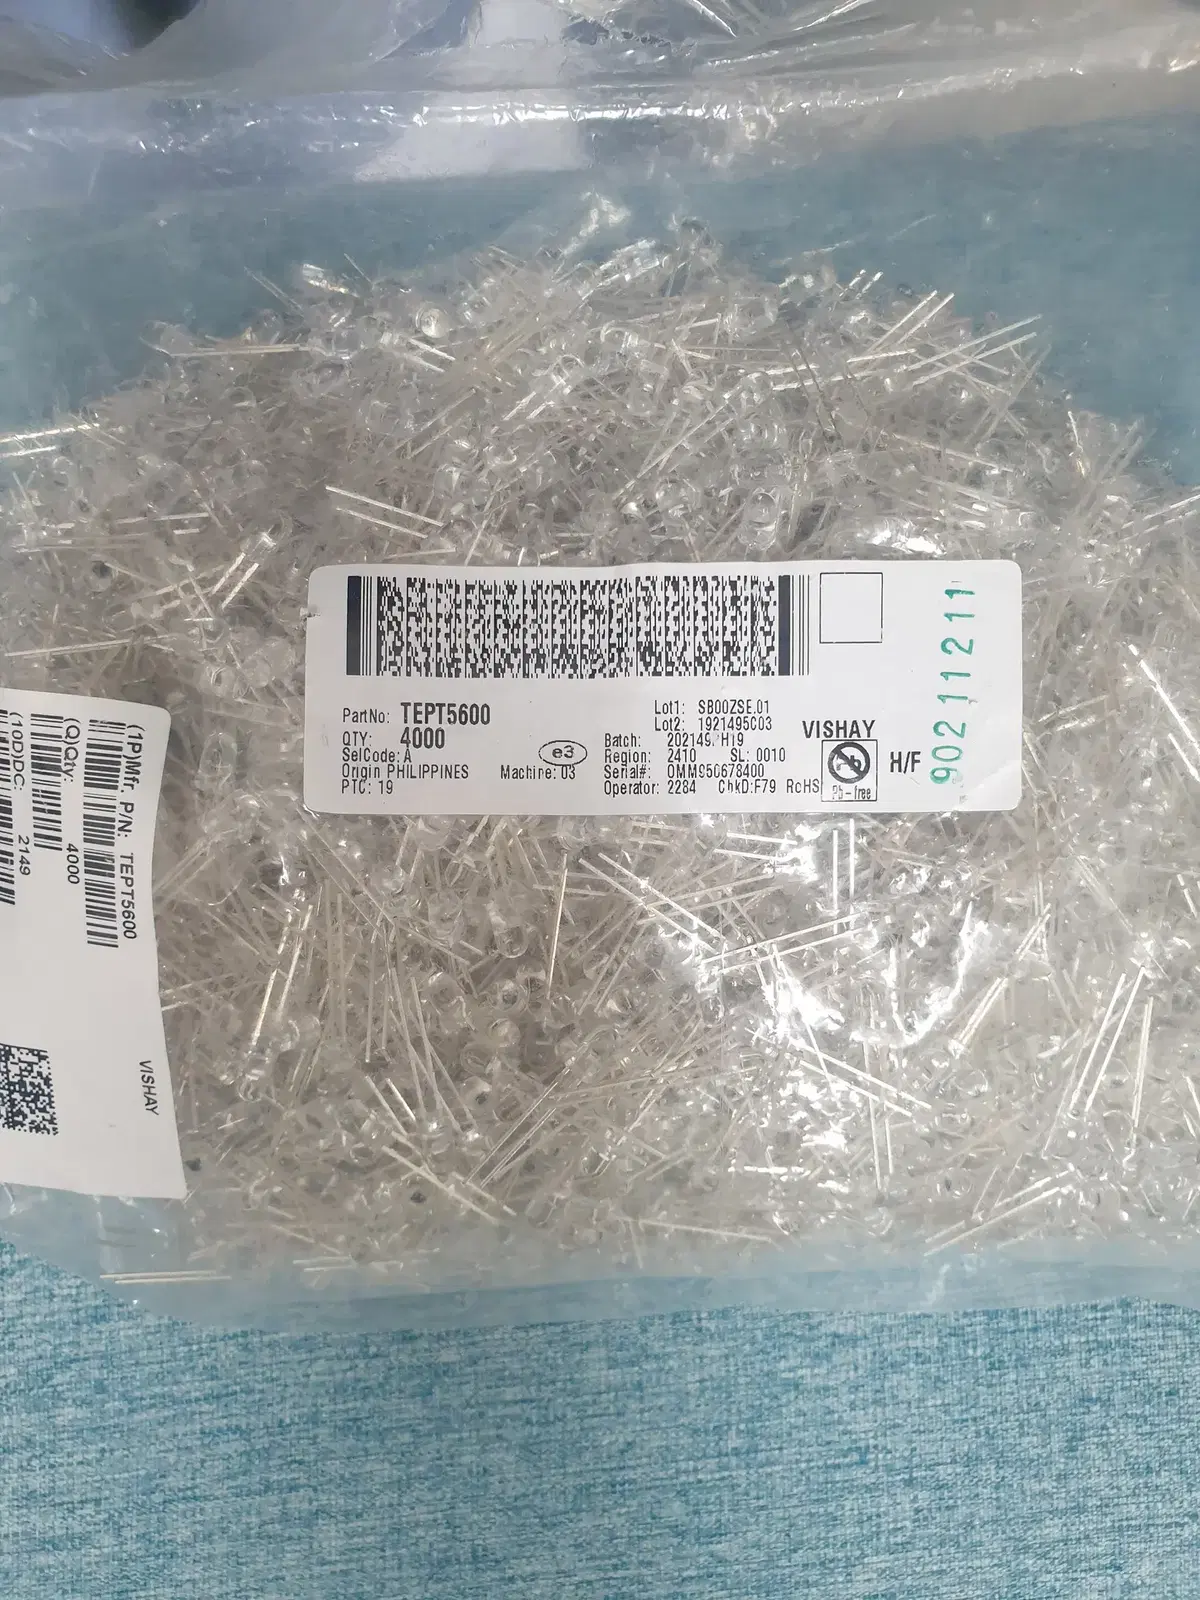 PartNo: TEPT5600
QTY: 4000
SelCode: A
Origin PHILIPPINES
PTC: 19
e3
Machine: 03
Lot1: SB00ZSE.01
Lot2: 1921495C03
Batch: 202149. H19
Region: 2410 SL: 0010
Serial#: 0MM950678400
Operator: 2284 ChkD:F79 RoHS
VISHAY
Pb-free
H/F
90211211
(1P)Mfr. P/N: TEPT5600
(Q)Qty: 4000
(10D)DC: 2149
VISHAY